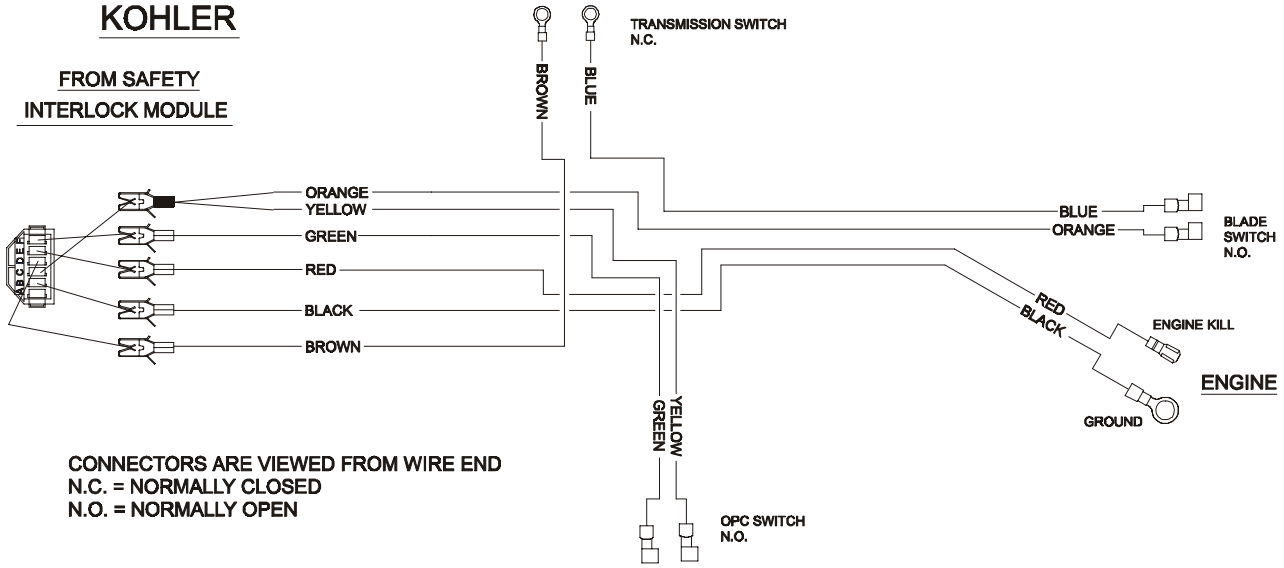 KOHLER
FROM SAFETY
INTERLOCK MODULE
TRANSMISSION SWITCH
N.C.
BROWN
BLUE
ORANGE
YELLOW
GREEN
RED
BLACK
BROWN
A B C D E F
BLUE
ORANGE
BLADE
SWITCH
N.O.
RED
BLACK
ENGINE KILL
ENGINE
GROUND
GREEN
YELLOW
CONNECTORS ARE VIEWED FROM WIRE END
N.C. = NORMALLY CLOSED
N.O. = NORMALLY OPEN
OPC SWITCH
N.O.